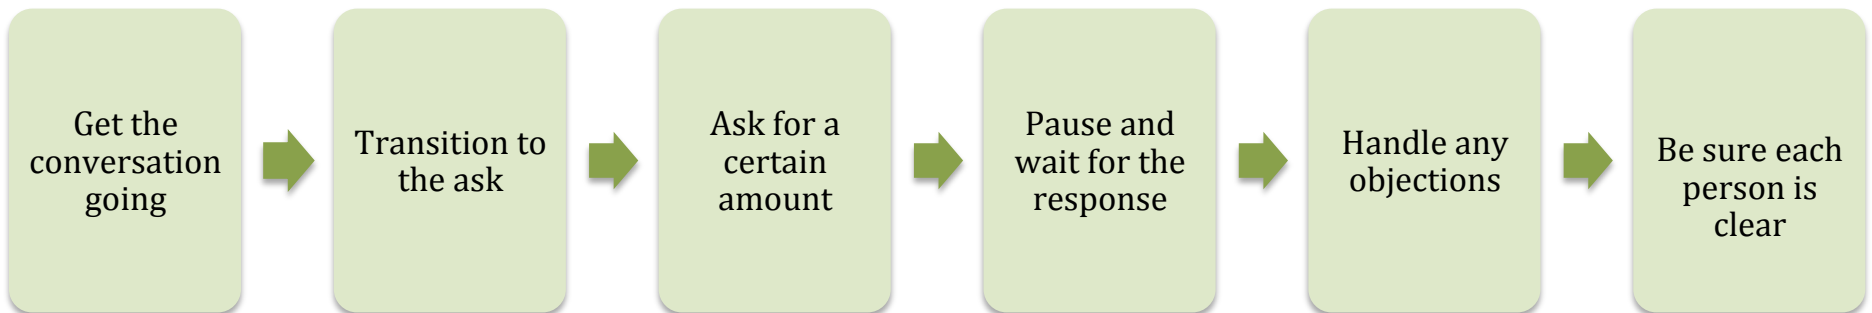 Get the
conversation
going
Transition to
the ask
Ask for a
certain
amount
Pause and
wait for the
response
Handle any
objections
Be sure each
person is
clear